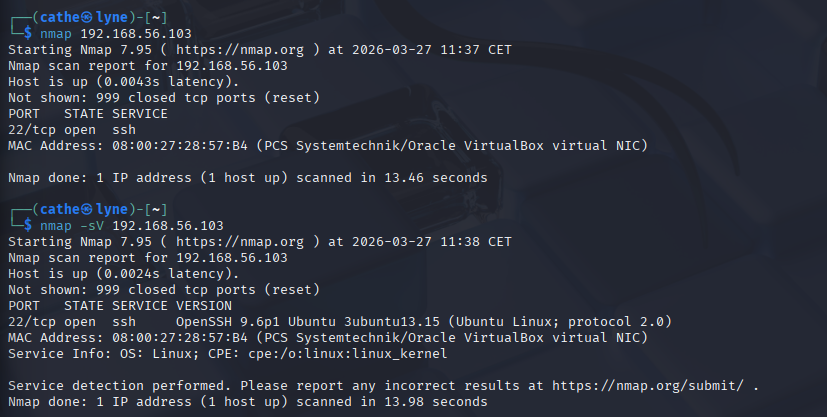 ┌──(cathe㉿lyne)-[~]
└─$ nmap 192.168.56.103
Starting Nmap 7.95 ( https://nmap.org ) at 2026-03-27 11:37 CET
Nmap scan report for 192.168.56.103
Host is up (0.0043s latency).
Not shown: 999 closed tcp ports (reset)
PORT   STATE SERVICE
22/tcp open  ssh
MAC Address: 08:00:27:28:57:B4 (PCS Systemtechnik/Oracle VirtualBox virtual NIC)
Nmap done: 1 IP address (1 host up) scanned in 13.46 seconds
┌──(cathe㉿lyne)-[~]
└─$ nmap -sV 192.168.56.103
Starting Nmap 7.95 ( https://nmap.org ) at 2026-03-27 11:38 CET
Nmap scan report for 192.168.56.103
Host is up (0.0024s latency).
Not shown: 999 closed tcp ports (reset)
PORT   STATE SERVICE VERSION
22/tcp open  ssh     OpenSSH 9.6p1 Ubuntu 3ubuntu13.15 (Ubuntu Linux; protocol 2.0)
MAC Address: 08:00:27:28:57:B4 (PCS Systemtechnik/Oracle VirtualBox virtual NIC)
Service Info: OS: Linux; CPE: cpe:/o:linux:linux_kernel
Service detection performed. Please report any incorrect results at https://nmap.org/submit/ .
Nmap done: 1 IP address (1 host up) scanned in 13.98 seconds